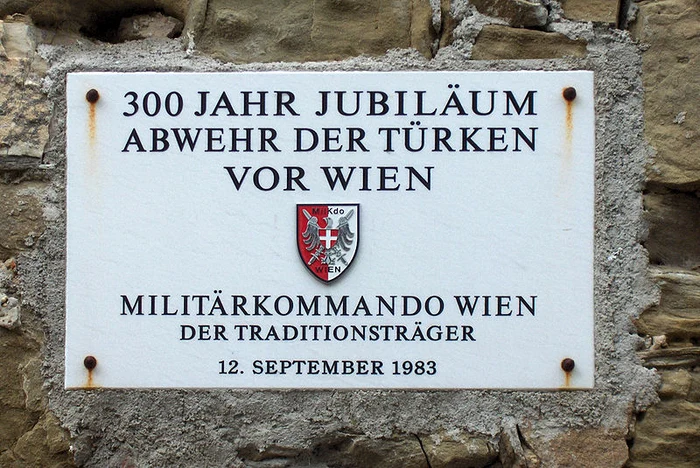 300 JAHR JUBILÄUM
ABWEHR DER TÜRKEN
VOR WIEN
MilKdo
WIEN
MILITÄRKOMMANDO WIEN
DER TRADITIONSTRÄGER
12. SEPTEMBER 1983